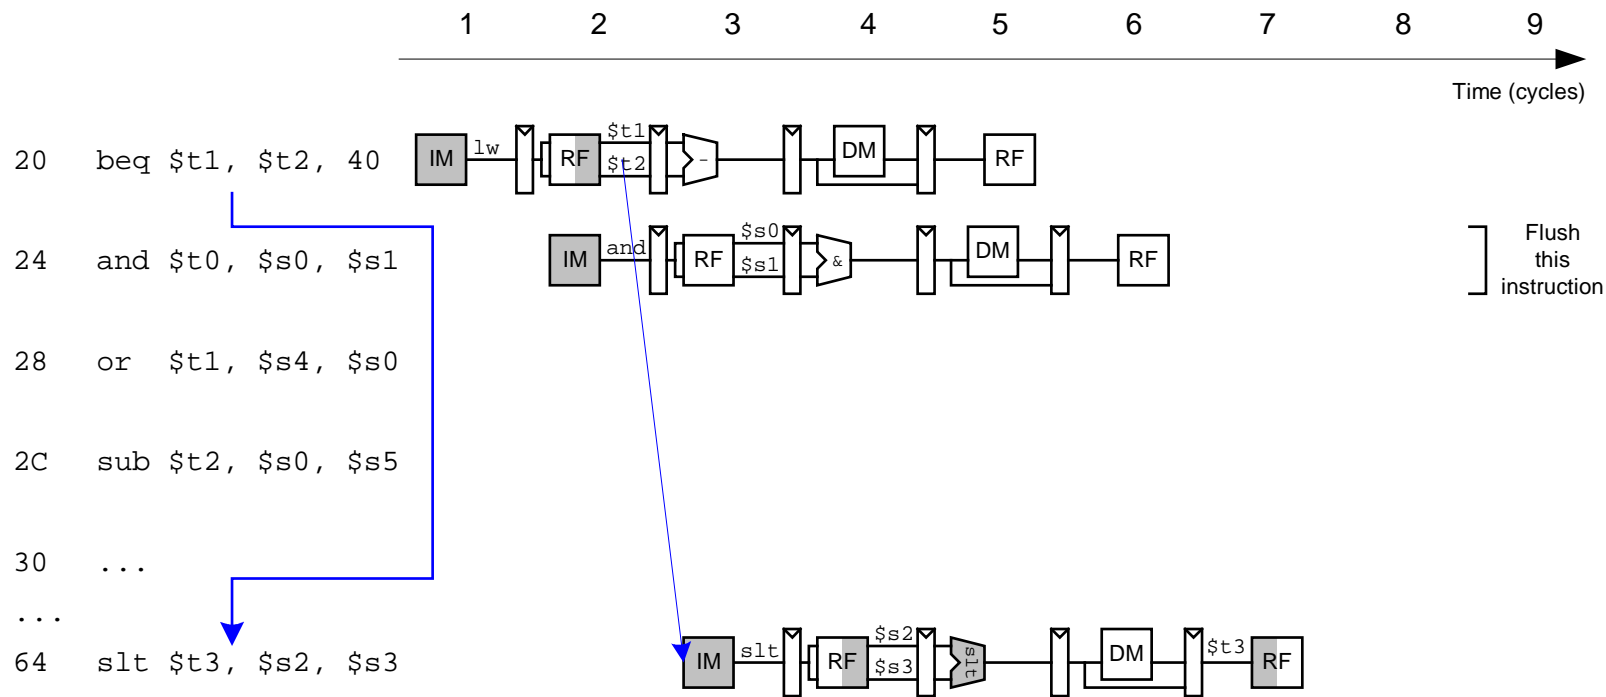 1 2 3 4 5 6 7 8 9
Time (cycles)
20 beq $t1, $t2, 40
IM lw RF $t1 $t2 - DM RF
24 and $t0, $s0, $s1
IM and RF $s0 $s1 & DM RF
Flush
this
instruction
28 or $t1, $s4, $s0
2C sub $t2, $s0, $s5
30 ...
...
64 slt $t3, $s2, $s3
IM slt RF $s2 $s3 slt DM $t3 RF